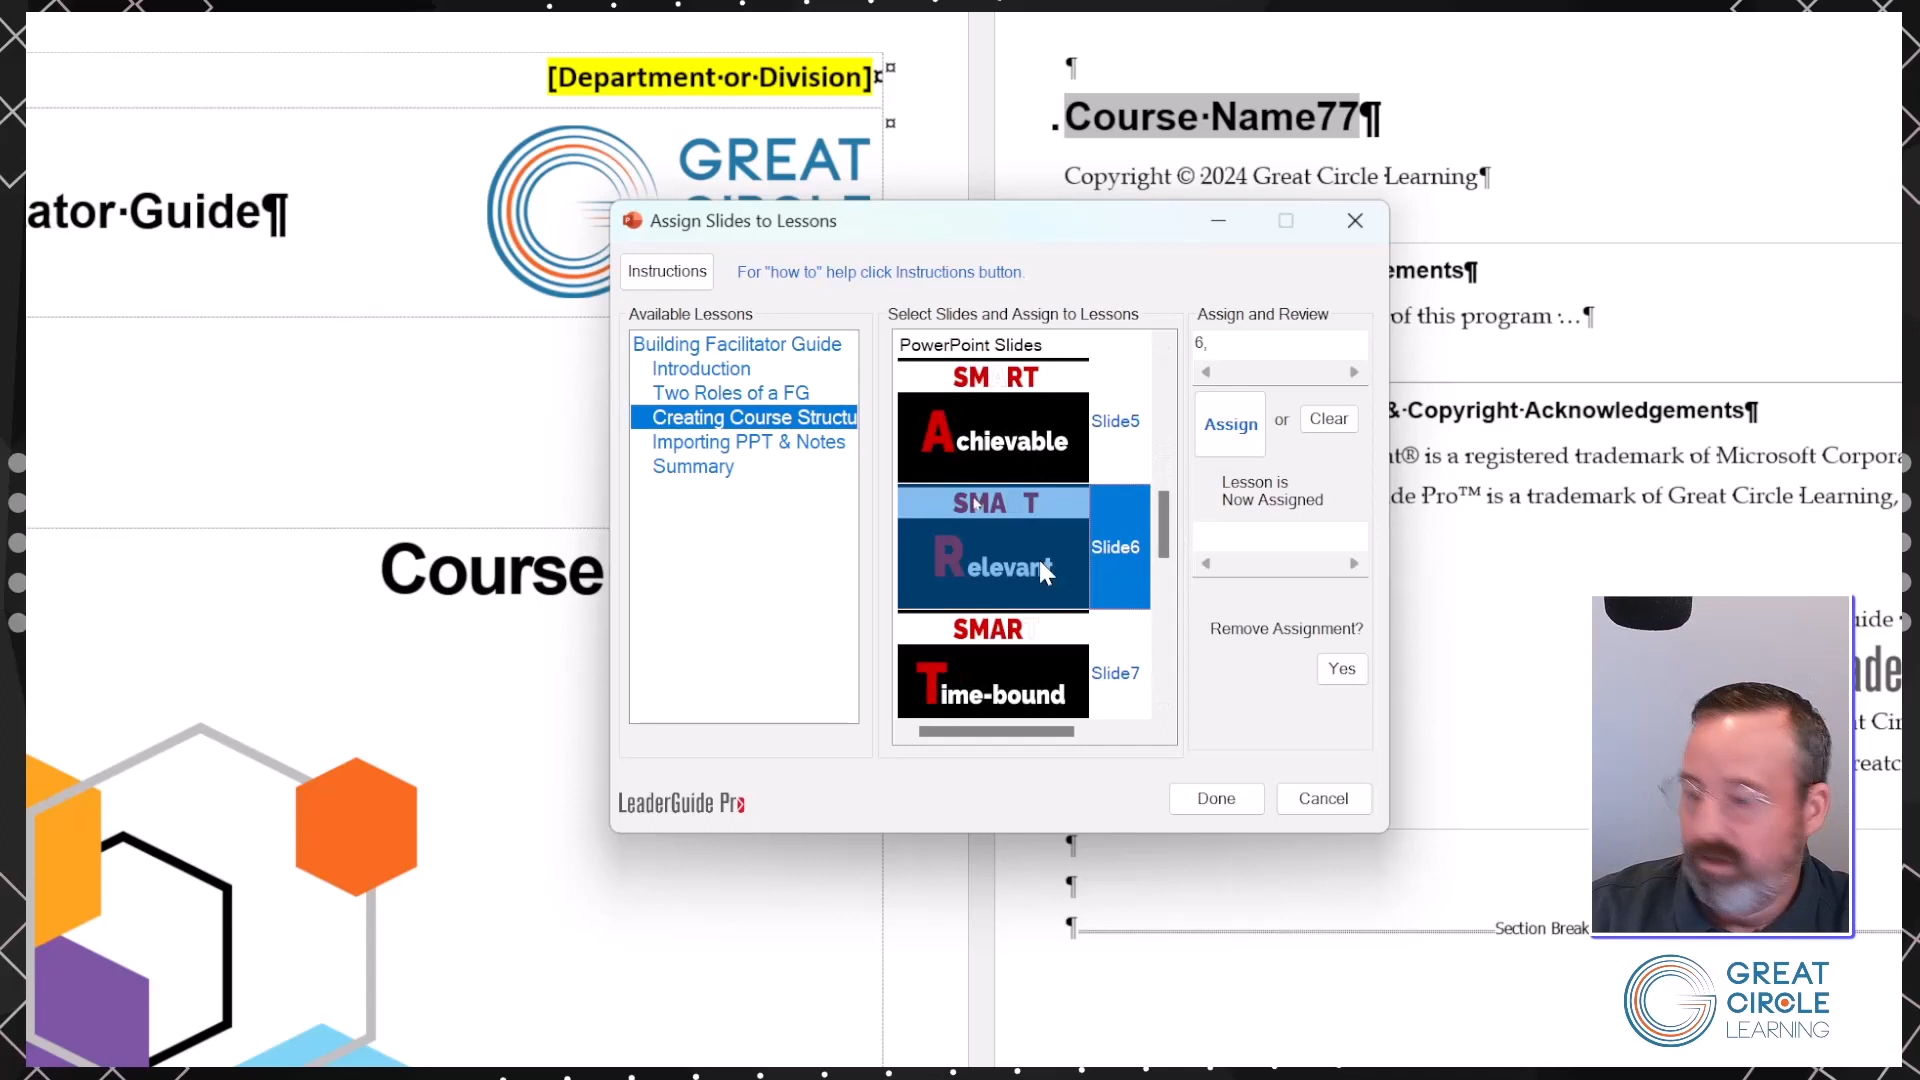 [Department·or·Division]¤
ator·Guide¶
GREAT
Course
Course·Name77¶
Copyright © 2024 Great Circle Learning¶
ements¶
of this program …¶
& Copyright·Acknowledgements¶
t® is a registered trademark of Microsoft Corpora
de Pro™ is a trademark of Great Circle Learning,
uide
ade
t Cir
reatc
Section Break
Assign Slides to Lessons
Instructions
For "how to" help click Instructions button.
Available Lessons
Building Facilitator Guide
Introduction
Two Roles of a FG
Creating Course Structu
Importing PPT & Notes
Summary
Select Slides and Assign to Lessons
PowerPoint Slides
SM RT
Achievable
Slide5
SMA T
Relevant
Slide6
SMAR
Time-bound
Slide7
Assign and Review
6,
Assign or Clear
Lesson is
Now Assigned
Remove Assignment?
Yes
LeaderGuide Pro
Done
Cancel
GREAT
CIRCLE
LEARNING